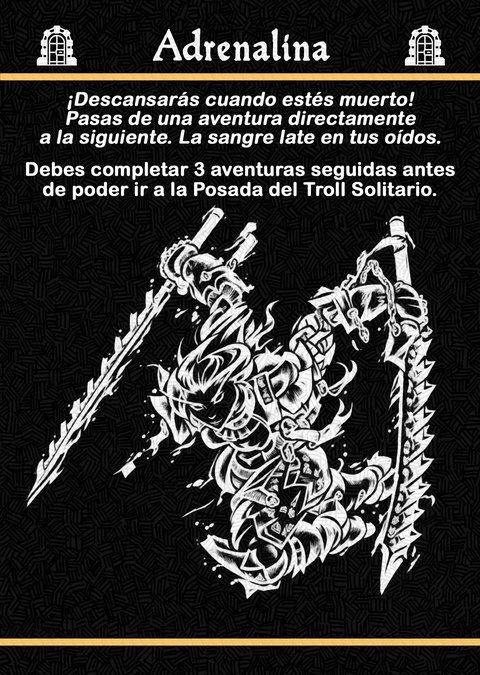 Adrenalina
¡Descansarás cuando estés muerto!
Pasas de una aventura directamente
a la siguiente. La sangre late en tus oídos.
Debes completar 3 aventuras seguidas antes
de poder ir a la Posada del Troll Solitario.